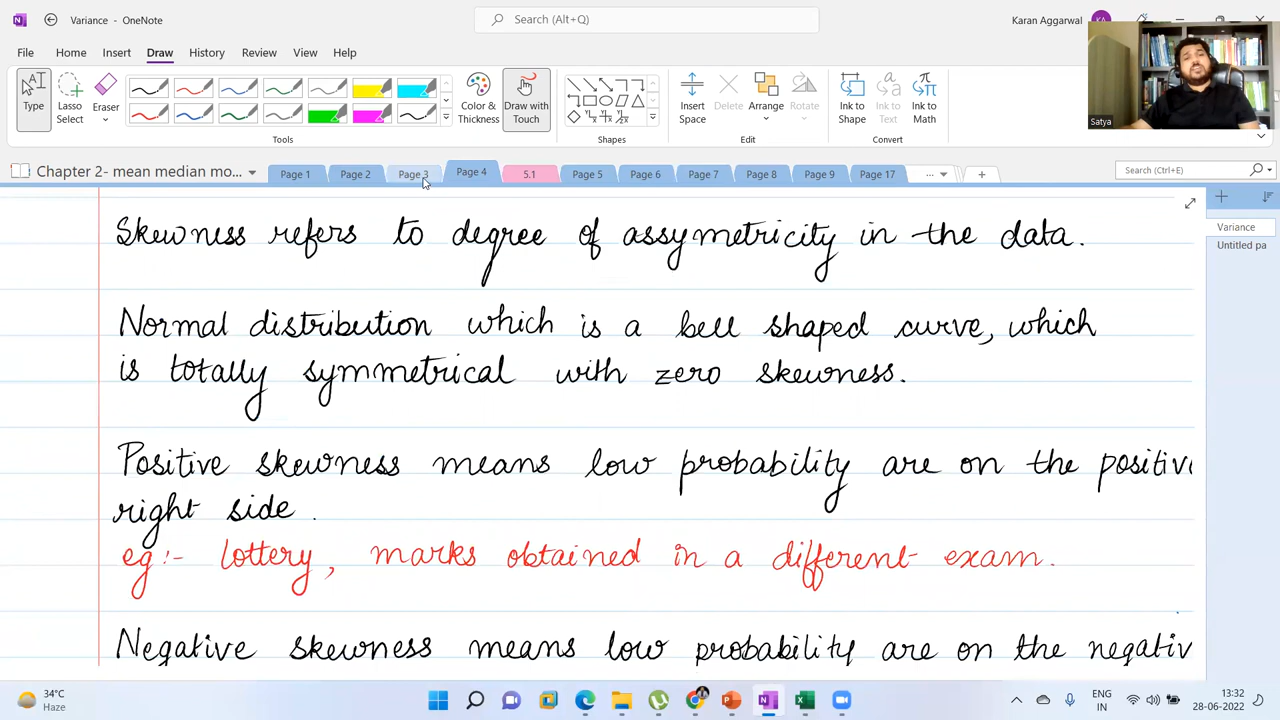 Variance - OneNote
Search (Alt+Q)
Karan Aggarwal
KA
File Home Insert Draw History Review View Help
Type
Lasso Select
Eraser
Color & Thickness
Draw with Touch
Insert Space
Delete
Arrange
Rotate
Ink to Shape
Ink to Text
Ink to Math
Tools
Shapes
Edit
Convert
Satya
Chapter 2- mean median mo...
Page 1 Page 2 Page 3 Page 4 5.1 Page 5 Page 6 Page 7 Page 8 Page 9 Page 17 ...
Search (Ctrl+E)
Variance
Untitled pa
Skewness refers to degree of assymetricity in the data.
Normal distribution which is a bell shaped curve, which
is totally symmetrical with zero skewness.
Positive skewness means low probability are on the positiv
right side.
eg:- lottery, marks obtained in a different exam.
Negative skewness means low probability are on the negativ
34°C
Haze
ENG
IN
13:32
28-06-2022